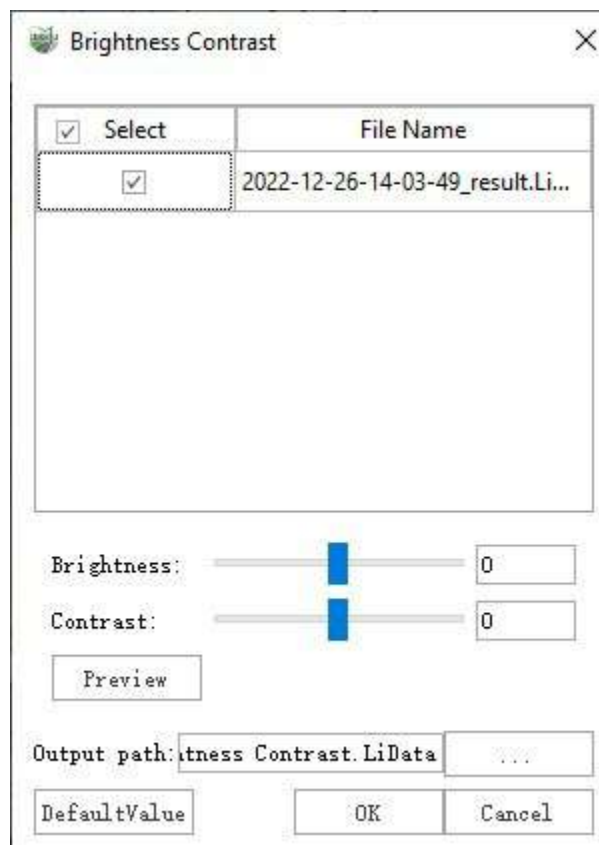 Brightness Contrast
Select File Name
2022-12-26-14-03-49_result.Li...
Brightness: 0
Contrast: 0
Preview
Output path: tness Contrast.LiData ...
DefaultValue OK Cancel